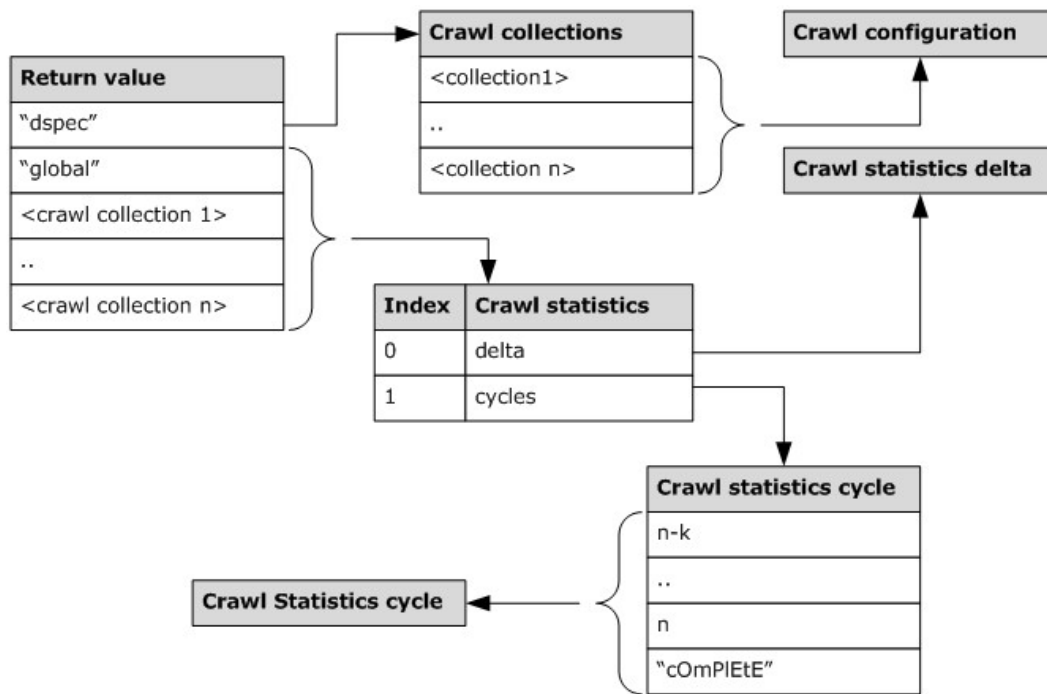 Crawl collections
<collection1>
..
<collection n>
Crawl configuration
Return value
“dspec”
“global”
<crawl collection 1>
..
<crawl collection n>
Crawl statistics delta
Index Crawl statistics
0 delta
1 cycles
Crawl statistics cycle
n-k
..
n
“cOmPlEtE”
Crawl Statistics cycle